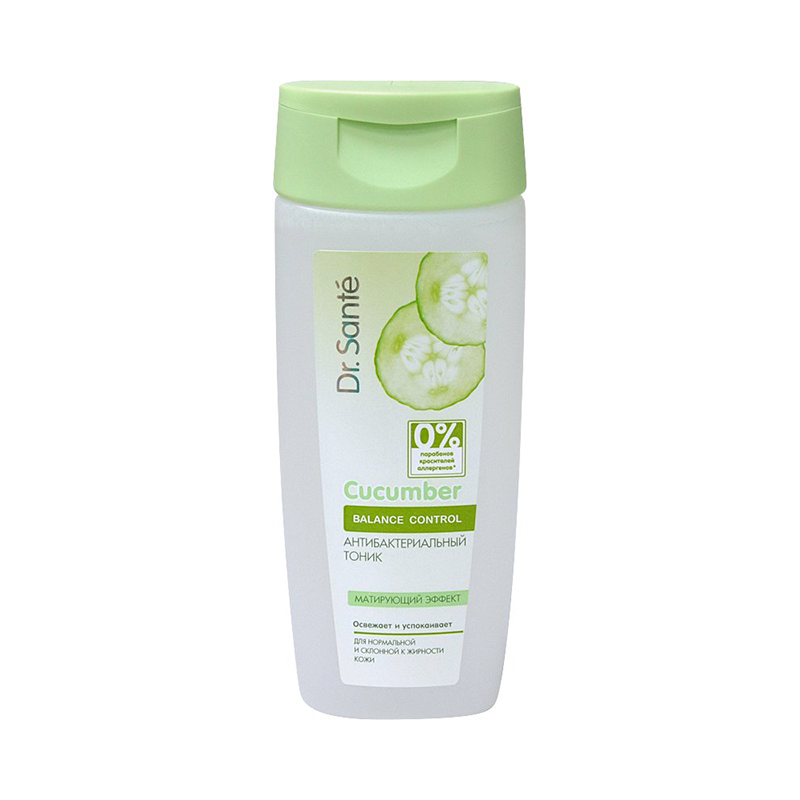 Dr. Santé
0%
парабенов
красителей
аллергенов*
Cucumber
BALANCE CONTROL
АНТИБАКТЕРИАЛЬНЫЙ
ТОНИК
МАТИРУЮЩИЙ ЭФФЕКТ
Освежает и успокаивает
ДЛЯ НОРМАЛЬНОЙ
И СКЛОННОЙ К ЖИРНОСТИ
КОЖИ